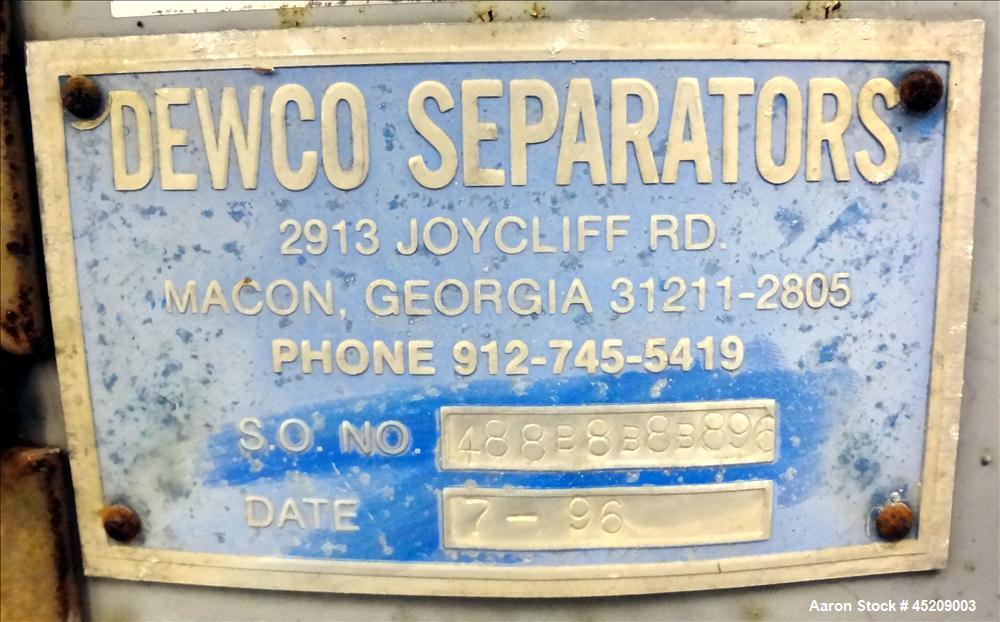 DEWCO SEPARATORS
2913 JOYCLIFF RD.
MACON, GEORGIA 31211-2805
PHONE 912-745-5419
S.O. NO. 488B8B8B896
DATE 7-96
Aaron Stock # 45209003